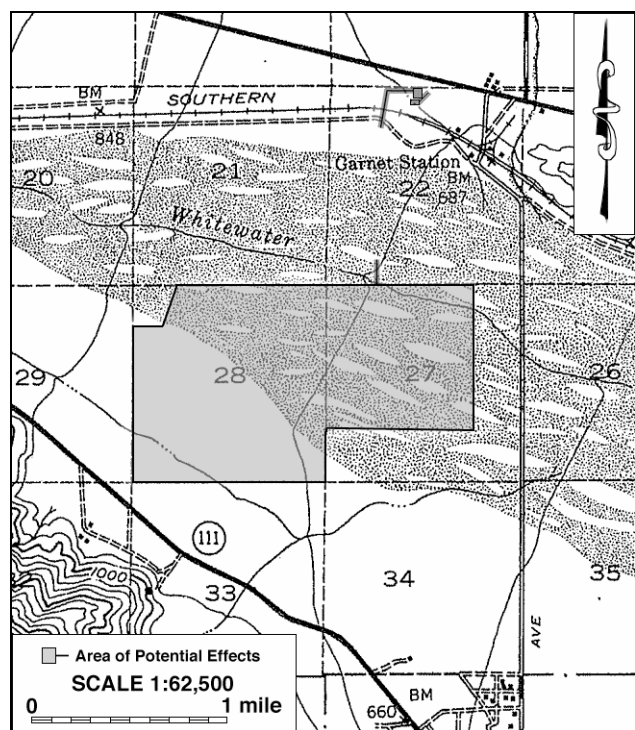 BM
SOUTHERN
848
Garnet Station
20
21
22
BM
687
Whitewater
29
28
27
26
111
1000
33
34
35
AVE
Area of Potential Effects
SCALE 1:62,500
0
1 mile
660
BM